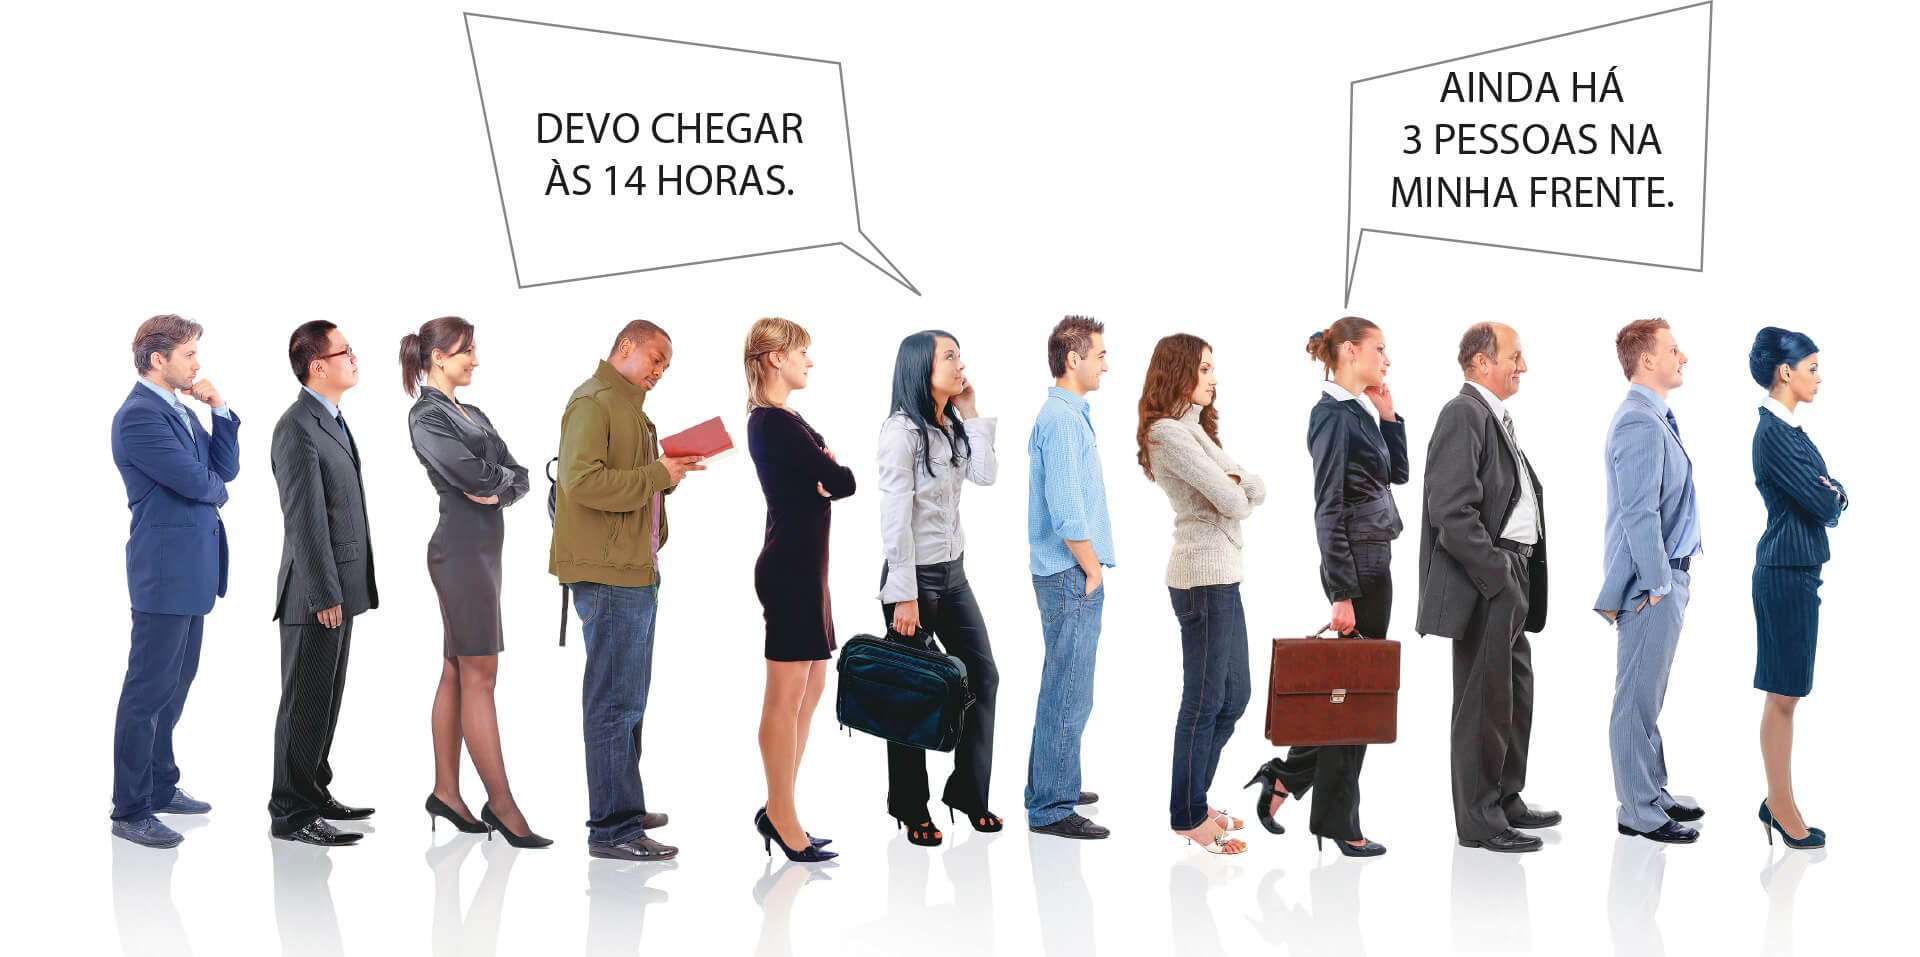 DEVO CHEGAR
ÀS 14 HORAS.
AINDA HÁ
3 PESSOAS NA
MINHA FRENTE.